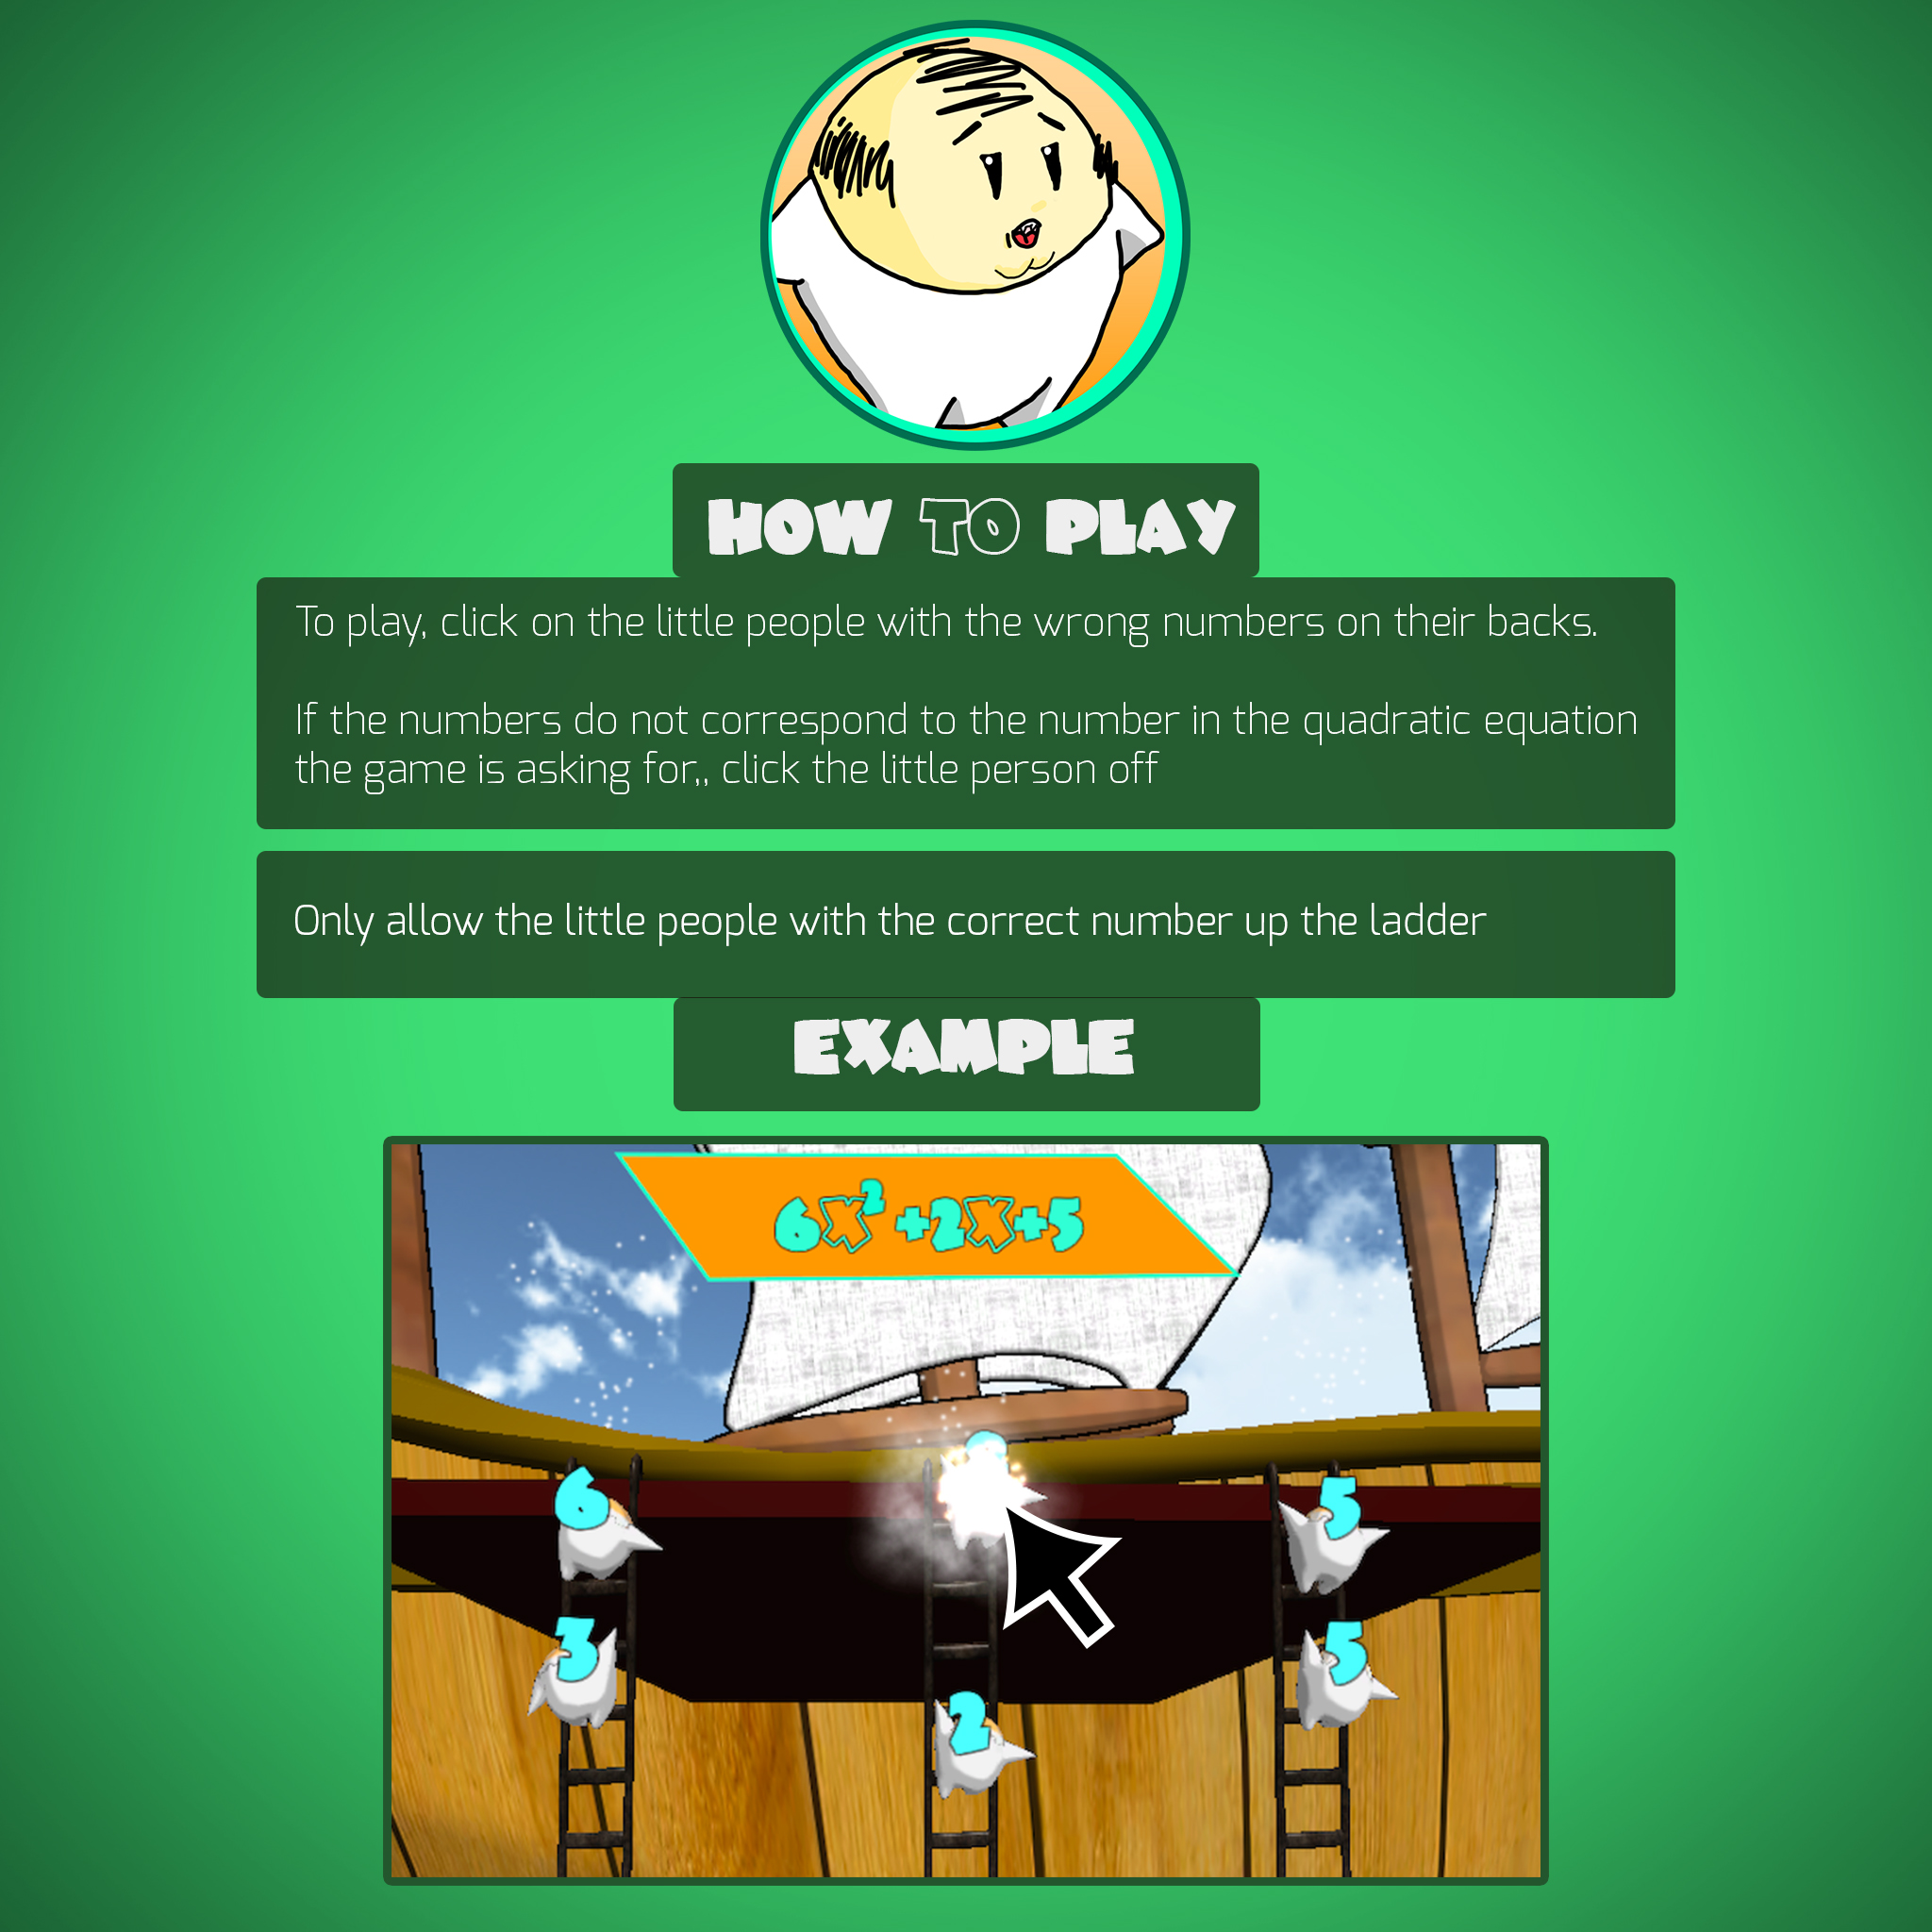 HOW TO PLAY
To play, click on the little people with the wrong numbers on their backs.
If the numbers do not correspond to the number in the quadratic equation
the game is asking for,, click the little person off
Only allow the little people with the correct number up the ladder
EXAMPLE
6X²+2X+5
6
5
3
5
2